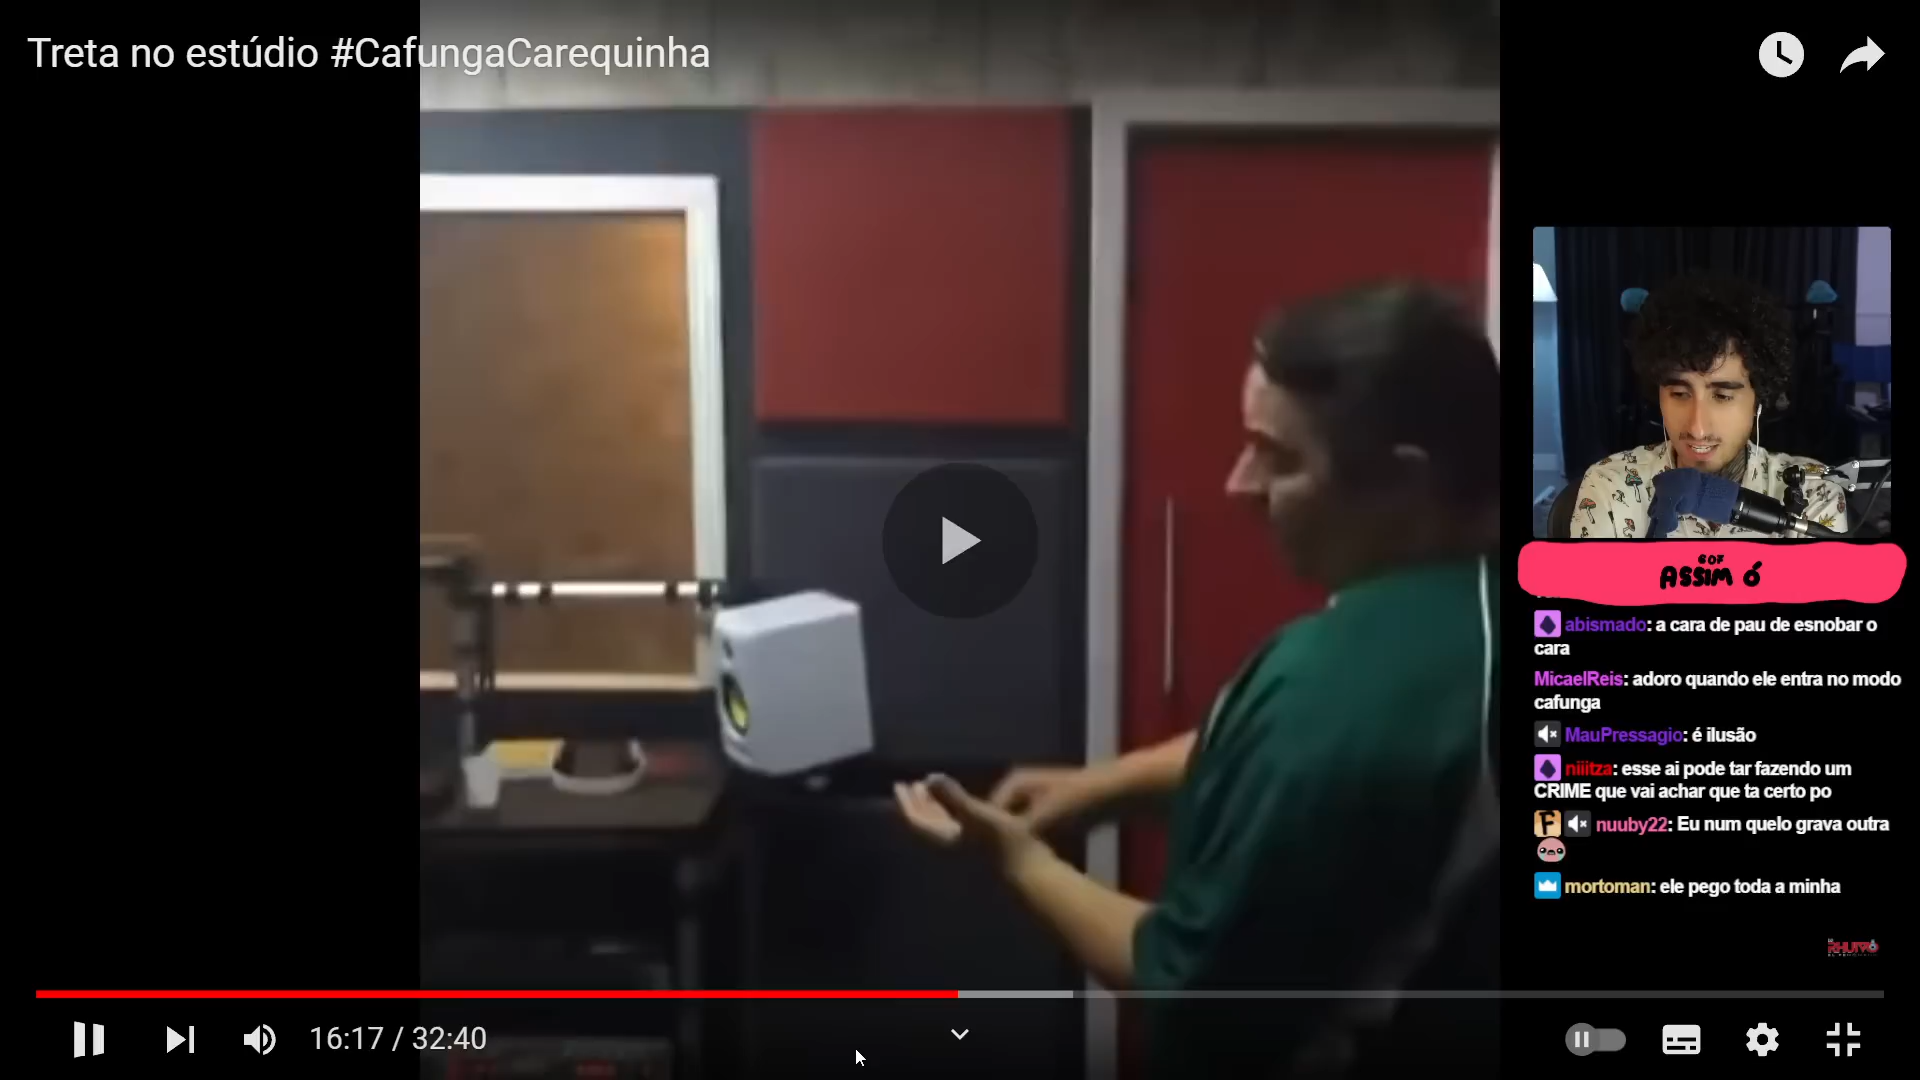 Treta no estúdio #CafungaCarequinha
GOF
ASSIM Ó
abismado: a cara de pau de esnobar o
cara
MicaelReis: adoro quando ele entra no modo
cafunga
MauPressagio: é ilusão
niiitza: esse ai pode tar fazendo um
CRIME que vai achar que ta certo po
nuuby22: Eu num quelo grava outra
mortoman: ele pego toda a minha
16:17 / 32:40